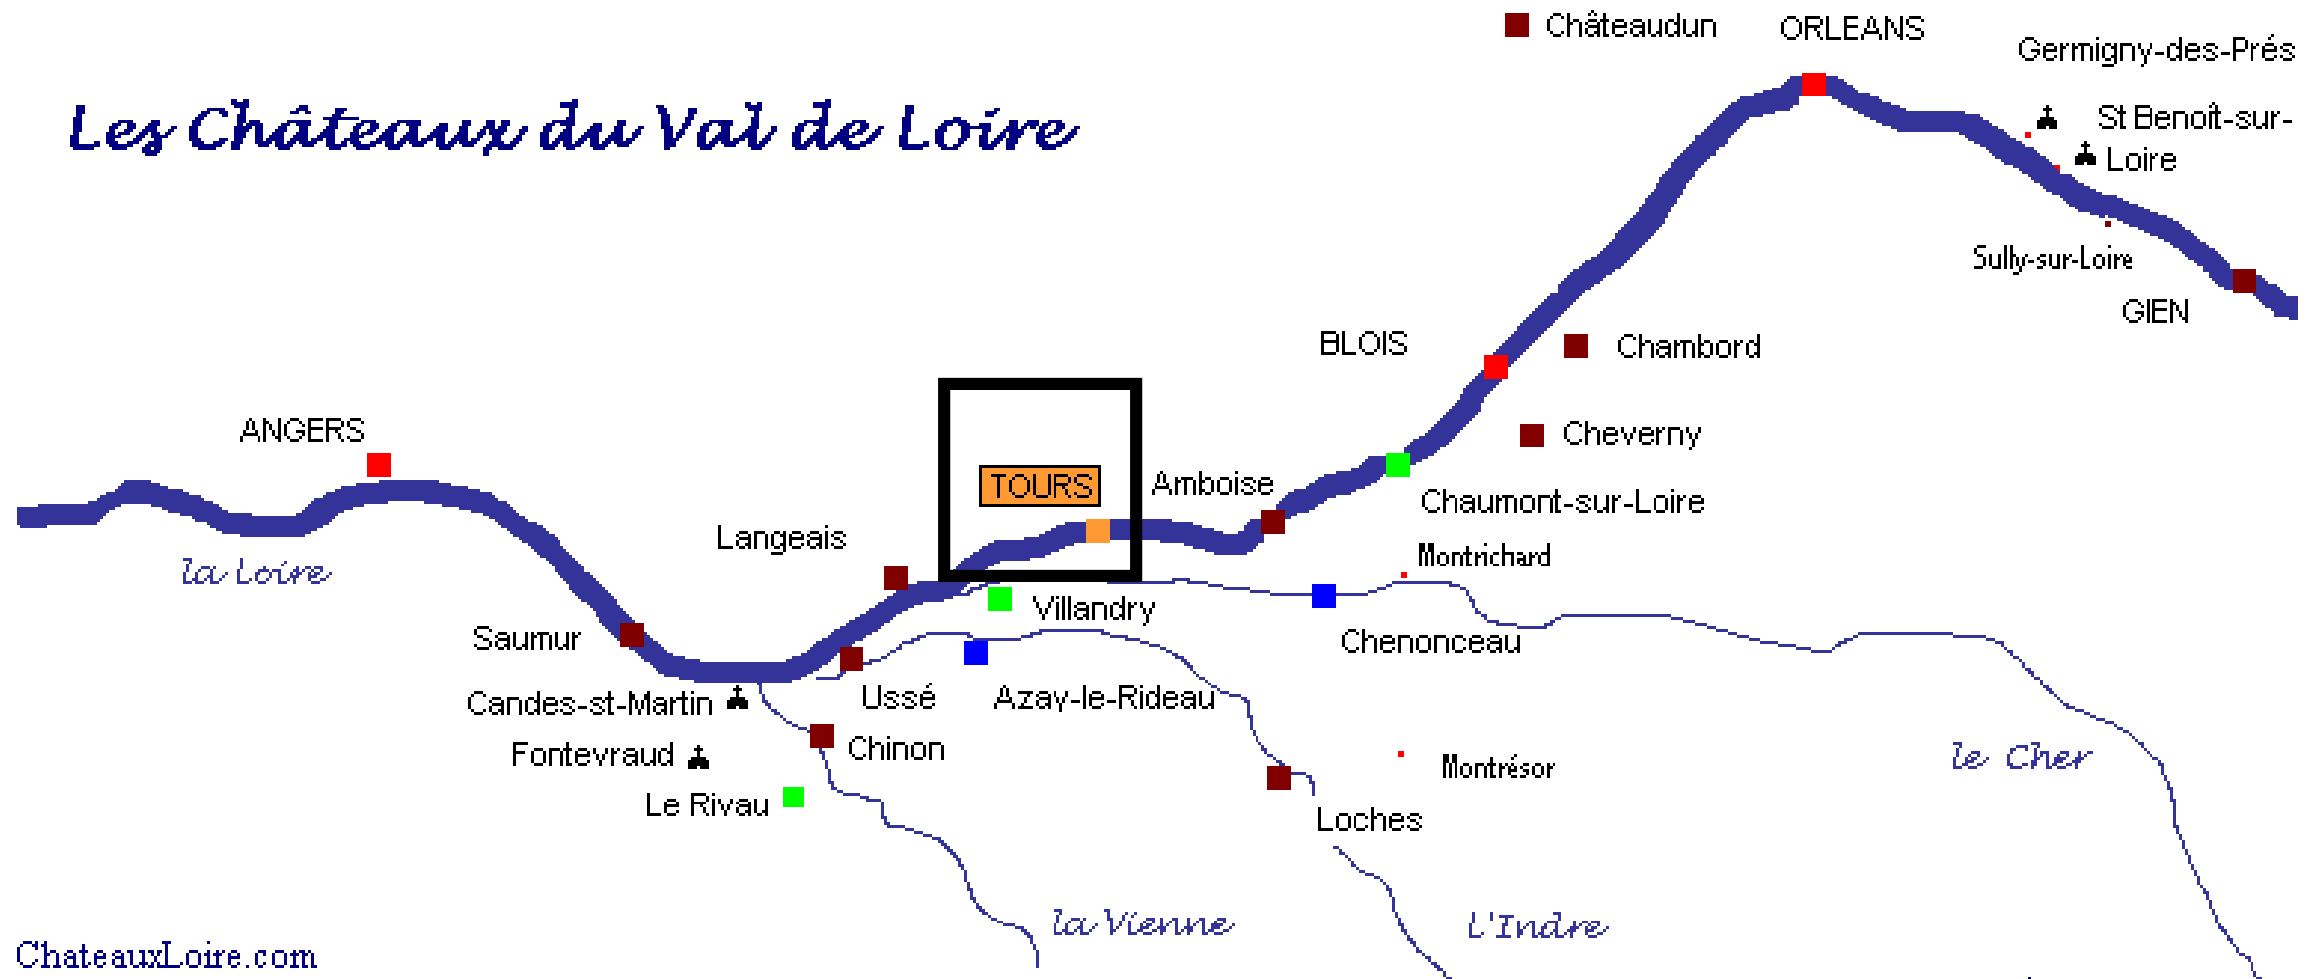 Châteaudun
ORLEANS
Germigny-des-Prés
Les Châteaux du Val de Loire
St Benoît-sur-
Loire
Sully-sur-Loire
GIEN
BLOIS
Chambord
ANGERS
Cheverny
TOURS
Amboise
Chaumont-sur-Loire
Langeais
Montrichard
la Loire
Villandry
Saumur
Chenonceau
Candes-st-Martin
Ussé
Azay-le-Rideau
Fontevraud
Chinon
le Cher
Montrésor
Le Rivau
Loches
la Vienne
L'Indre
ChateauxLoire.com